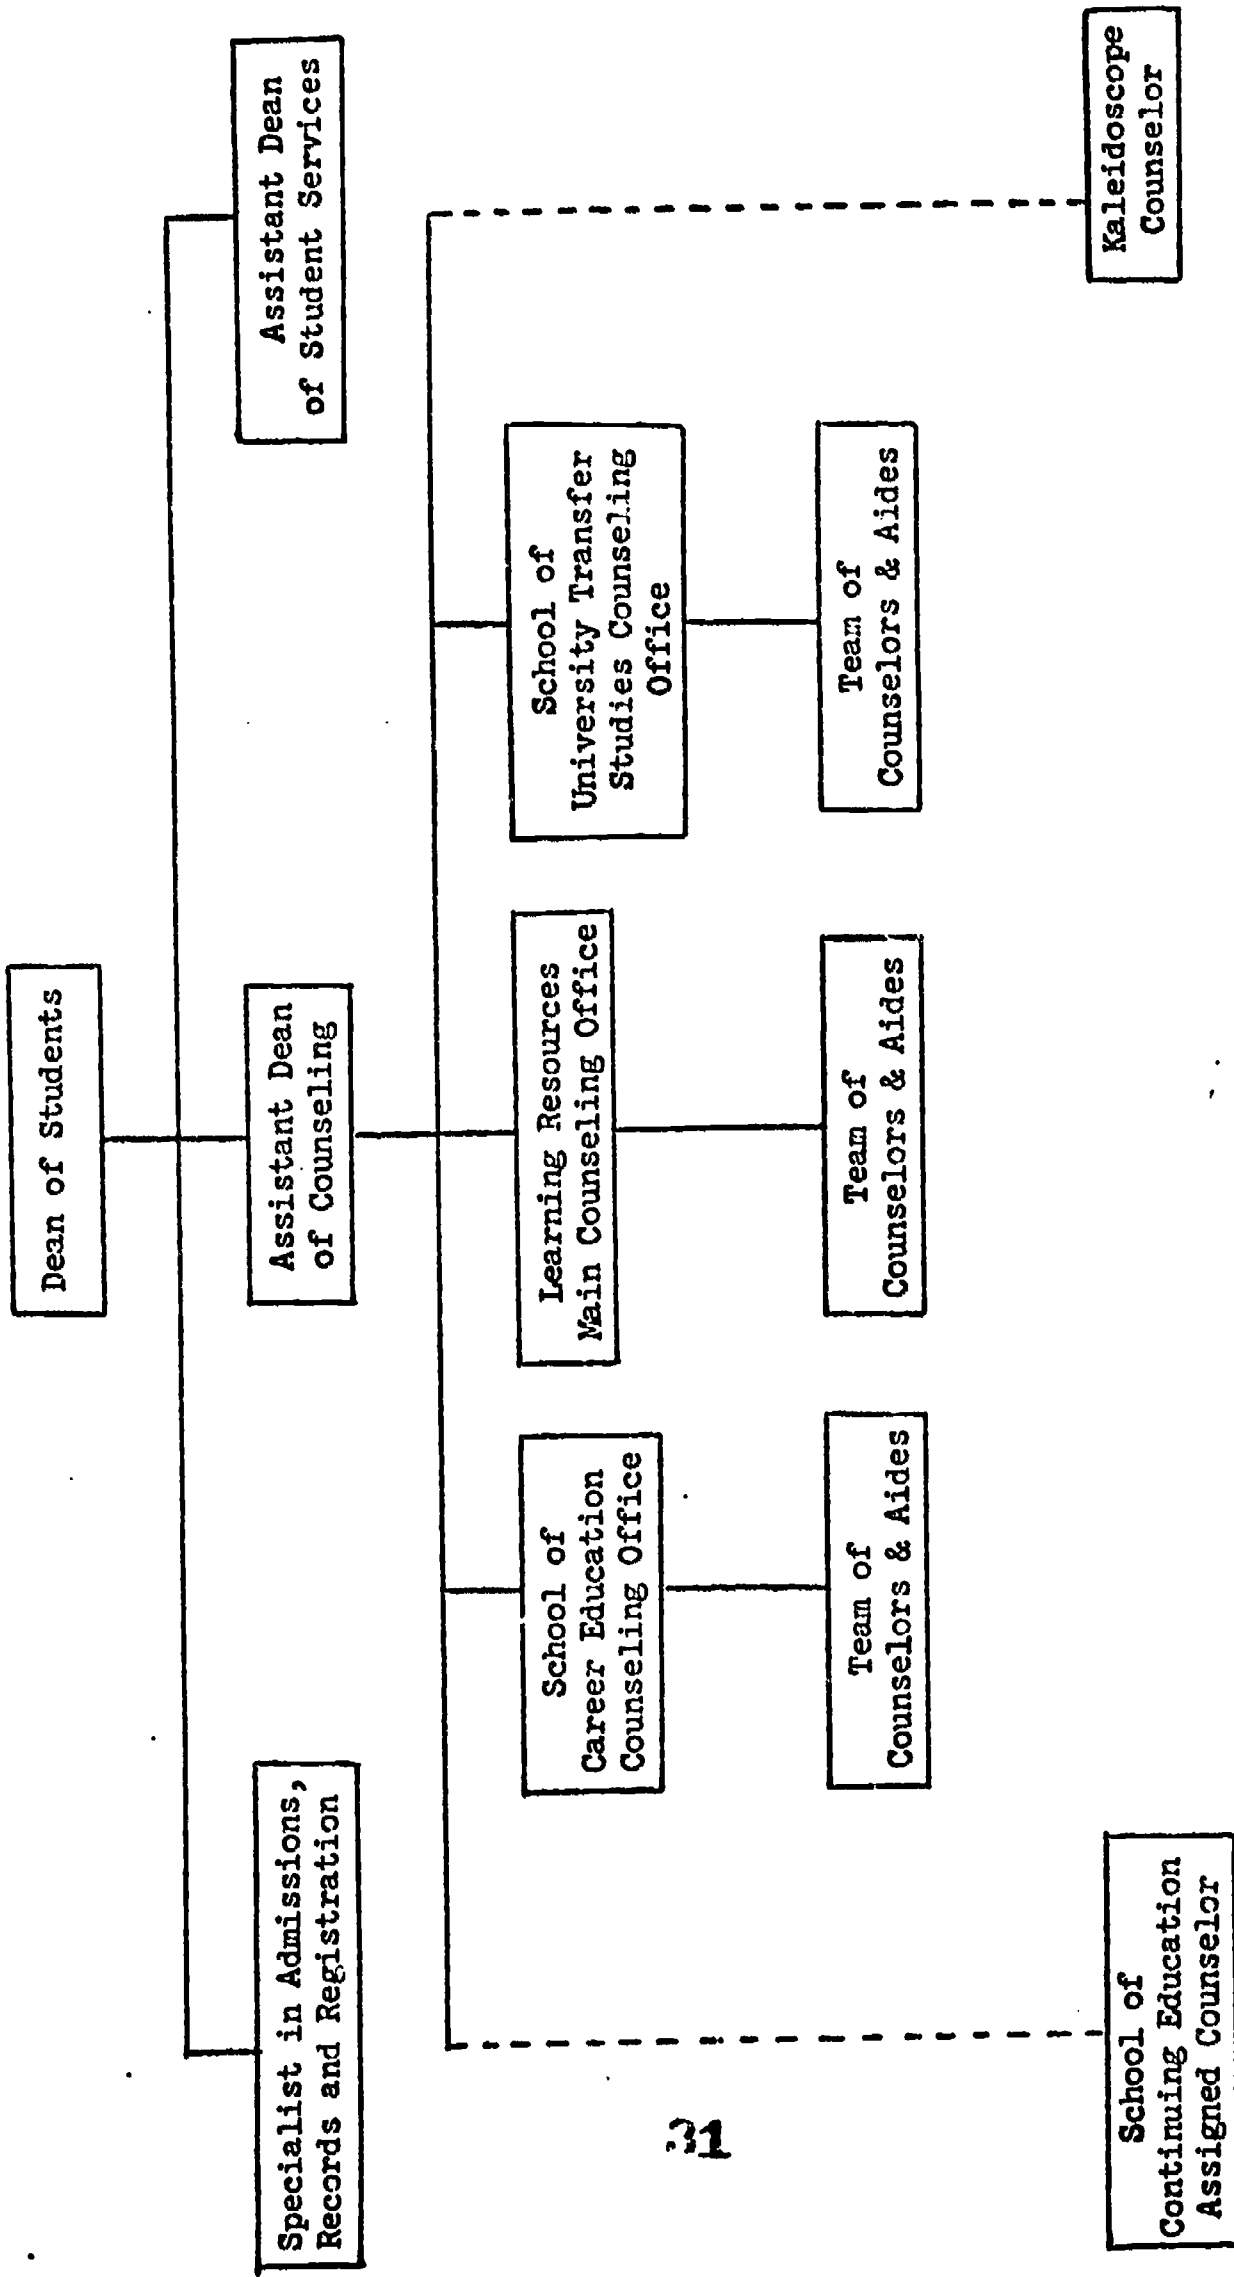 Dean of Students
Specialist in Admissions,
Records and Registration
Assistant Dean
of Counseling
Assistant Dean
of Student Services
School of
Career Education
Counseling Office
Learning Resources
Main Counseling Office
School of
University Transfer
Studies Counseling
Office
Team of
Counselors & Aides
Team of
Counselors & Aides
Team of
Counselors & Aides
School of
Continuing Education
Assigned Counselor
Kaleidoscope
Counselor